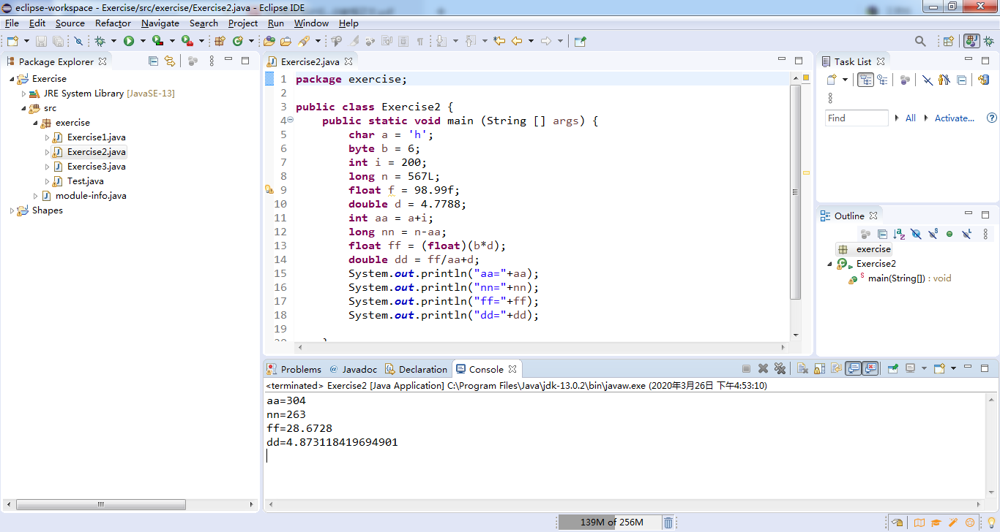 eclipse-workspace - Exercise/src/exercise/Exercise2.java - Eclipse IDE
File Edit Source Refactor Navigate Search Project Run Window Help
Package Explorer
Exercise
JRE System Library [JavaSE-13]
src
exercise
Exercise1.java
Exercise2.java
Exercise3.java
Test.java
module-info.java
Shapes
Exercise2.java
1 package exercise;
2
3 public class Exercise2 {
4 public static void main (String [] args) {
5 char a = 'h';
6 byte b = 6;
7 int i = 200;
8 long n = 567L;
9 float f = 98.99f;
10 double d = 4.7788;
11 int aa = a+i;
12 long nn = n-aa;
13 float ff = (float)(b*d);
14 double dd = ff/aa+d;
15 System.out.println("aa="+aa);
16 System.out.println("nn="+nn);
17 System.out.println("ff="+ff);
18 System.out.println("dd="+dd);
19
20 }
Task List
Find All Activate...
Outline
exercise
Exercise2
main(String[]) : void
Problems @ Javadoc Declaration Console
<terminated> Exercise2 [Java Application] C:\Program Files\Java\jdk-13.0.2\bin\javaw.exe (2020年3月26日 下午4:53:10)
aa=304
nn=263
ff=28.6728
dd=4.873118419694901
139M of 256M